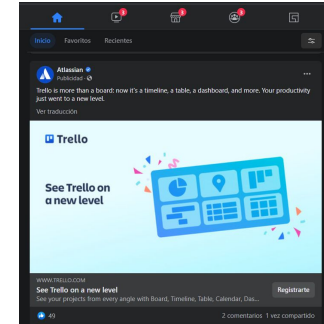 3
3
3
Inicio Favoritos Recientes
Atlassian
Publicidad ·
Trello is more than a board: now it's a timeline, a table, a dashboard, and more. Your productivity
just went to a new level.
Ver traducción
Trello
See Trello on
a new level
WWW.TRELLO.COM
See Trello on a new level
See your projects from every angle with Board, Timeline, Table, Calendar, Das...
Registrarte
49
2 comentarios 1 vez compartido